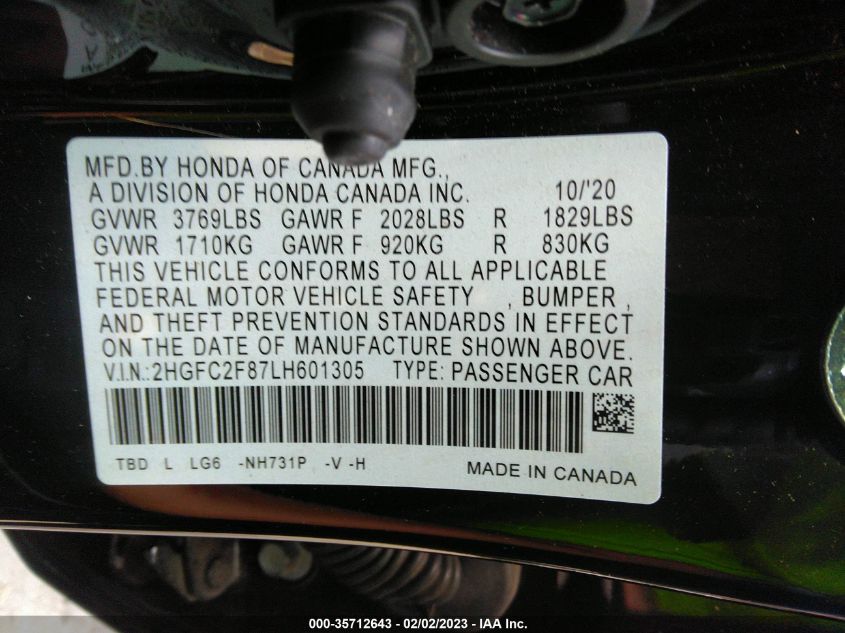 MFD.BY HONDA OF CANADA MFG.,
A DIVISION OF HONDA CANADA INC. 10/'20
GVWR 3769LBS GAWR F 2028LBS R 1829LBS
GVWR 1710KG GAWR F 920KG R 830KG
THIS VEHICLE CONFORMS TO ALL APPLICABLE
FEDERAL MOTOR VEHICLE SAFETY , BUMPER ,
AND THEFT PREVENTION STANDARDS IN EFFECT
ON THE DATE OF MANUFACTURE SHOWN ABOVE.
V.I.N.:2HGFC2F87LH601305 TYPE: PASSENGER CAR
TBD L LG6 -NH731P -V -H MADE IN CANADA
000-35712643 - 02/02/2023 - IAA Inc.